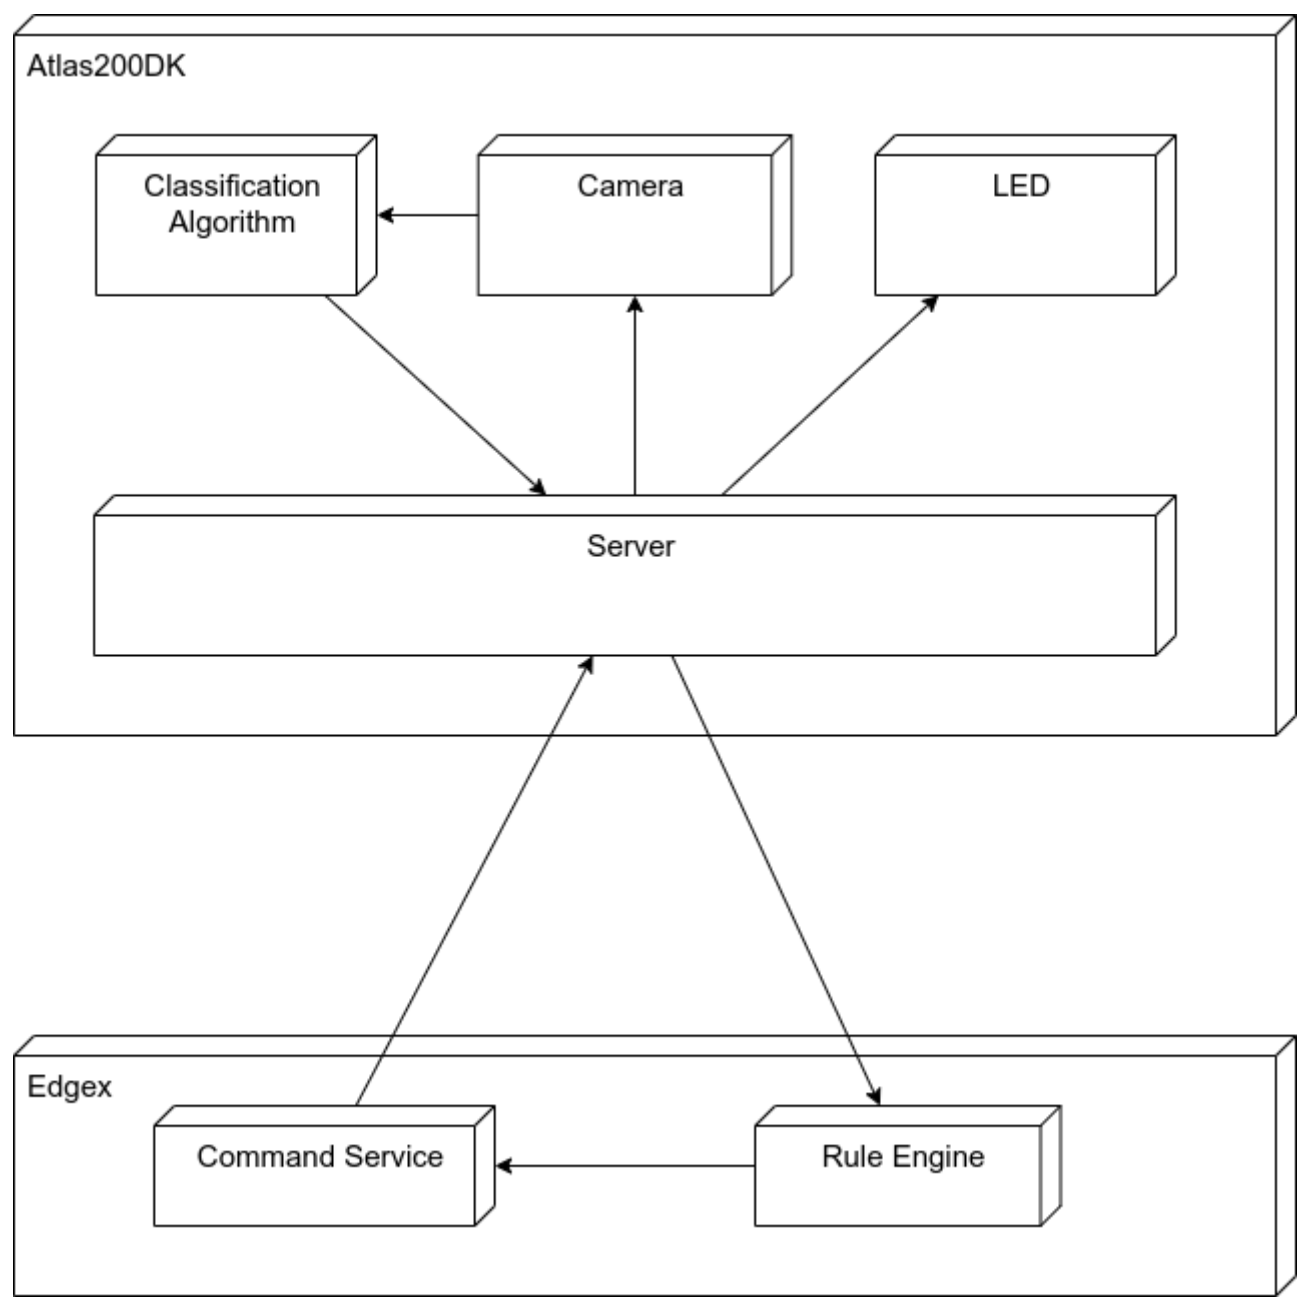 Atlas200DK
Classification
Algorithm
Camera
LED
Server
Edgex
Command Service
Rule Engine